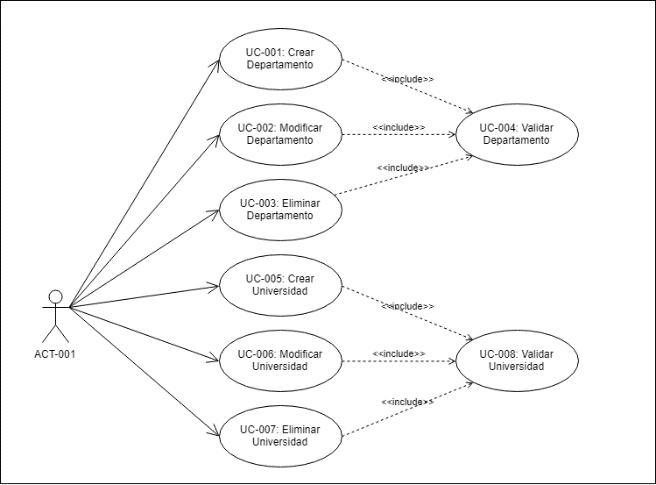 UC-001: Crear
Departamento
<<include>>
UC-002: Modificar
Departamento
<<include>>
UC-004: Validar
Departamento
<<include>>
UC-003: Eliminar
Departamento
UC-005: Crear
Universidad
<<include>>
ACT-001
UC-006: Modificar
Universidad
<<include>>
UC-008: Validar
Universidad
<<include>>
UC-007: Eliminar
Universidad